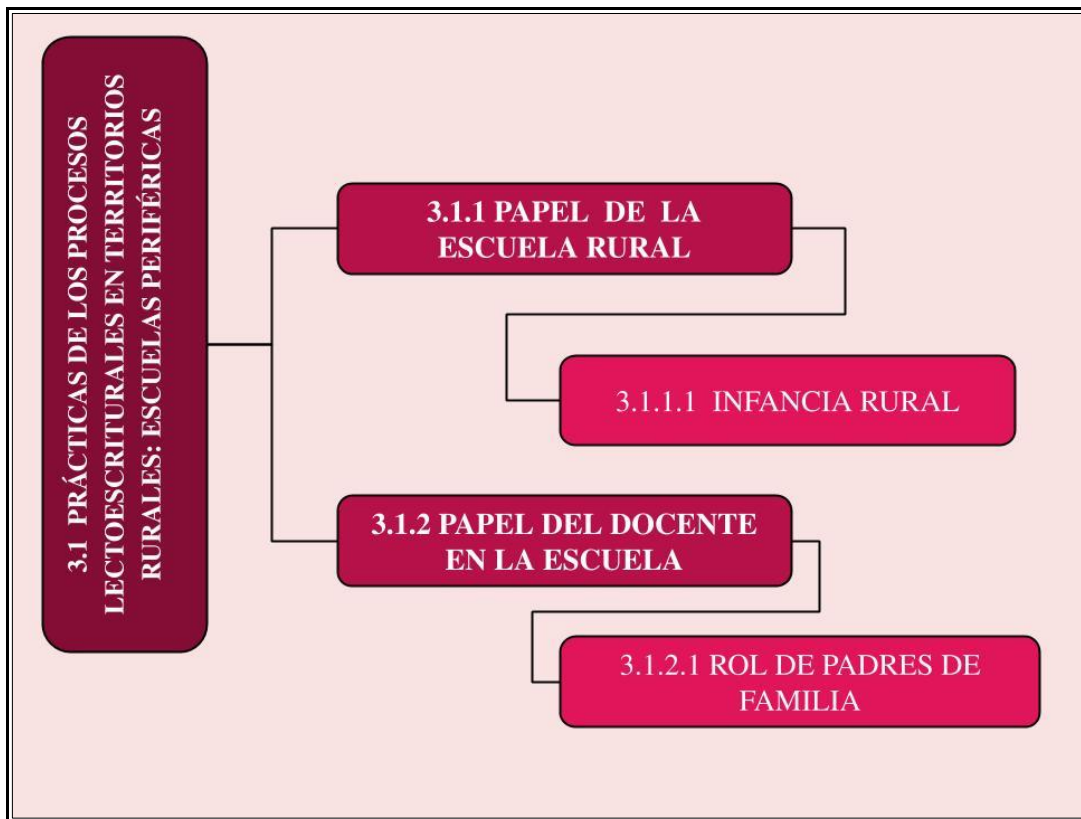 3.1 PRÁCTICAS DE LOS PROCESOS
LECTOESCRITURALES EN TERRITORIOS
RURALES: ESCUELAS PERIFÉRICAS
3.1.1 PAPEL DE LA
ESCUELA RURAL
3.1.1.1 INFANCIA RURAL
3.1.2 PAPEL DEL DOCENTE
EN LA ESCUELA
3.1.2.1 ROL DE PADRES DE
FAMILIA